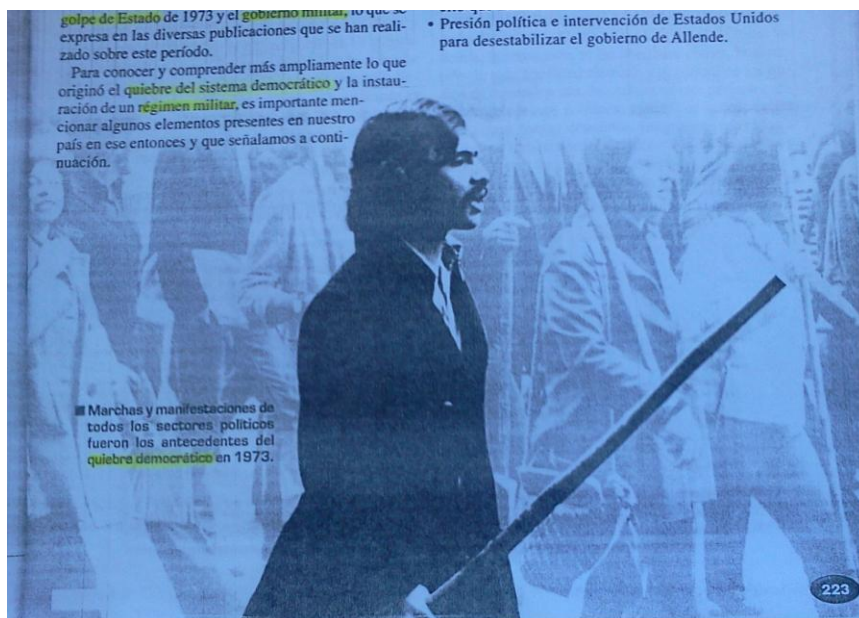 golpe de Estado de 1973 y el gobierno militar, lo que se
expresa en las diversas publicaciones que se han reali-
zado sobre este período.
Para conocer y comprender más ampliamente lo que
originó el quiebre del sistema democrático y la instau-
ración de un régimen militar, es importante men-
cionar algunos elementos presentes en nuestro
país en ese entonces y que señalamos a conti-
nuación.
• Presión política e intervención de Estados Unidos
para desestabilizar el gobierno de Allende.
■ Marchas y manifestaciones de
todos los sectores políticos
fueron los antecedentes del
quiebre democrático en 1973.
223